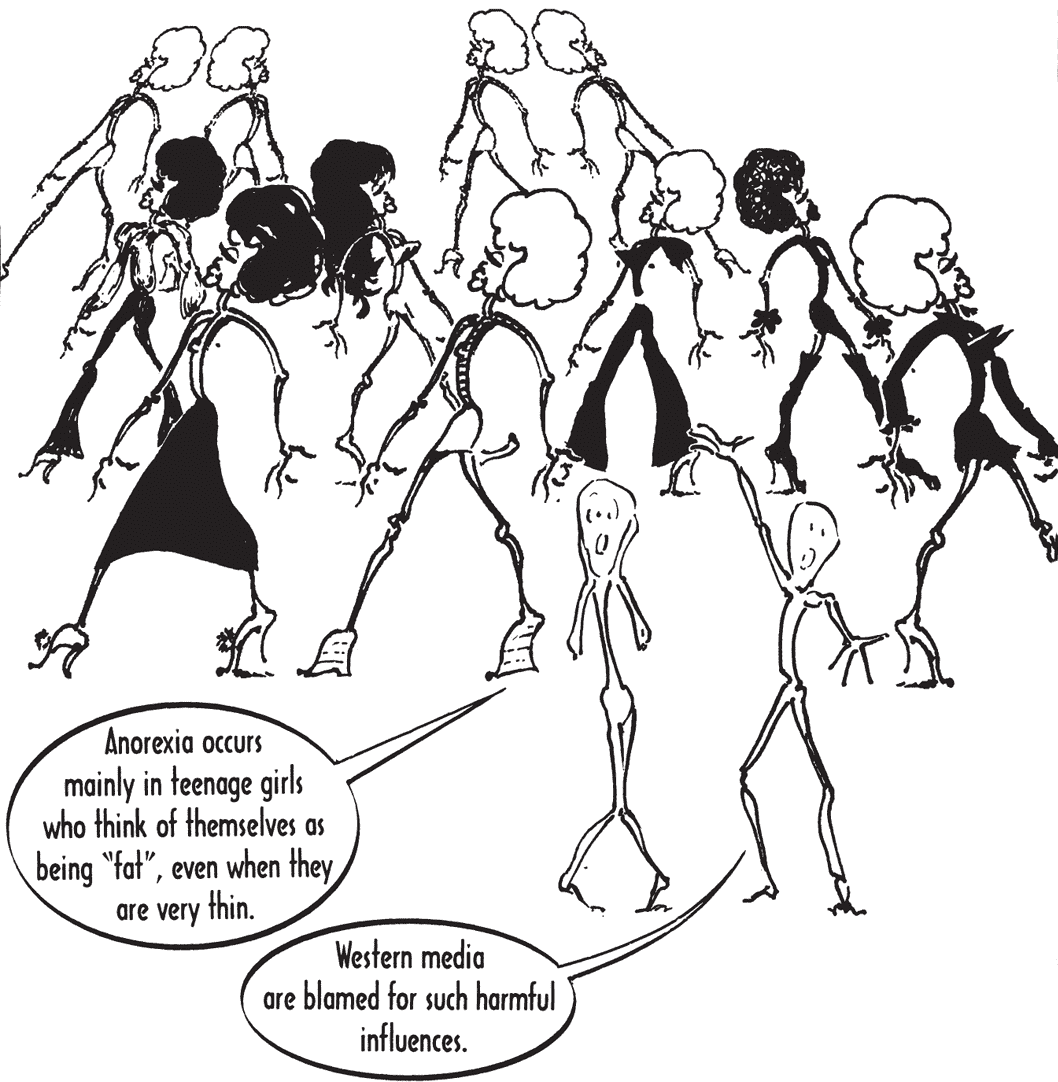 Anorexia occurs
mainly in teenage girls
who think of themselves as
being “fat”, even when they
are very thin.
Western media
are blamed for such harmful
influences.